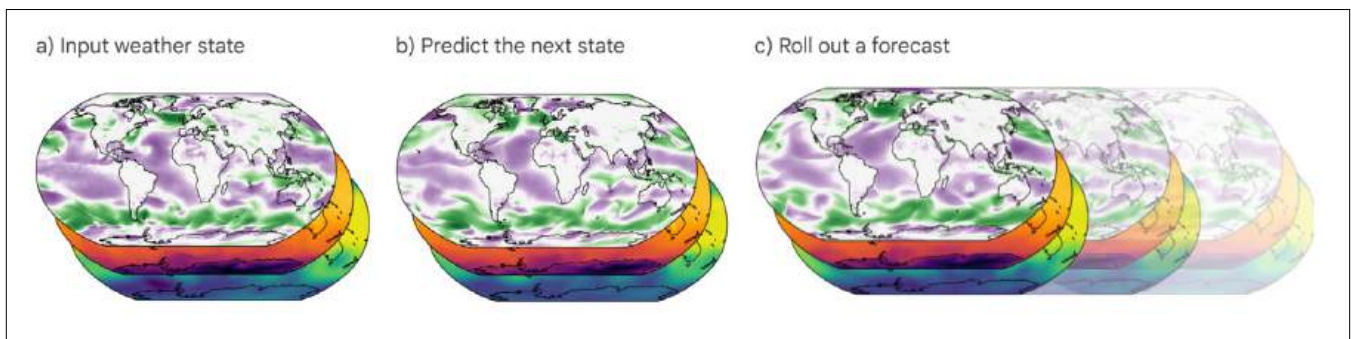 a) Input weather state
b) Predict the next state
c) Roll out a forecast